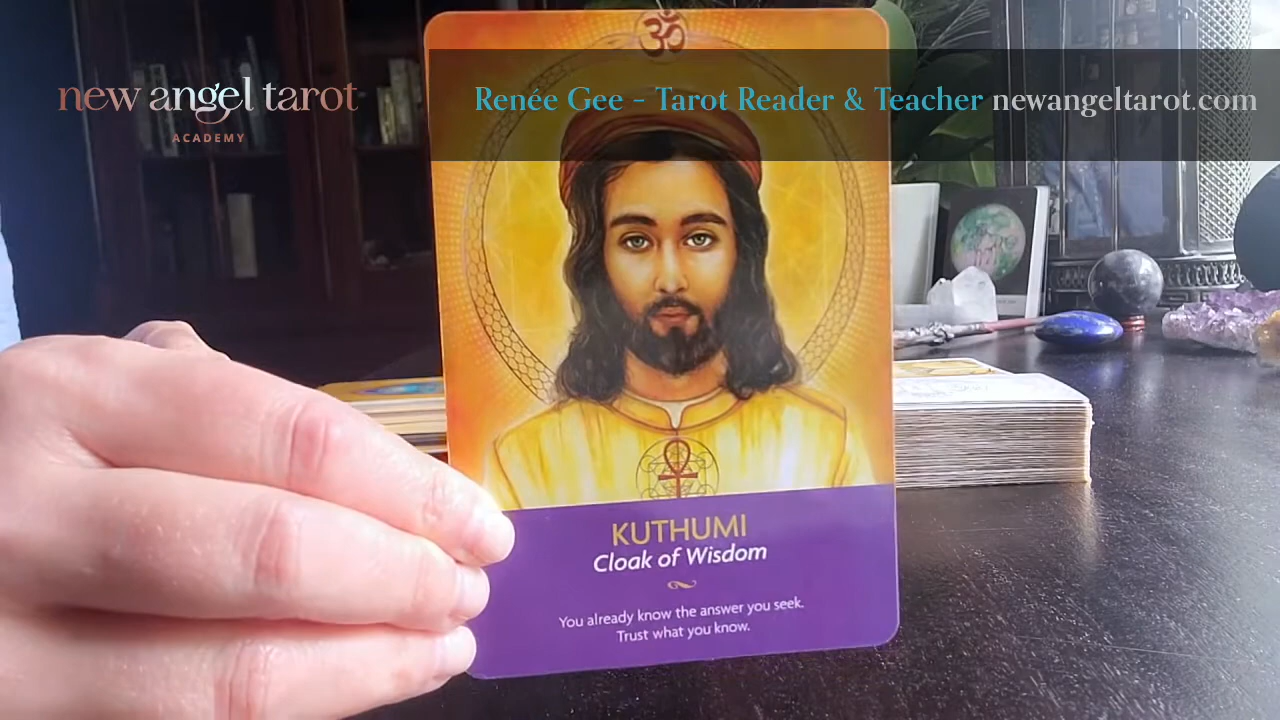 new angel tarot
ACADEMY
Renée Gee - Tarot Reader & Teacher newangeltarot.com
ॐ
KUTHUMI
Cloak of Wisdom
You already know the answer you seek.
Trust what you know.